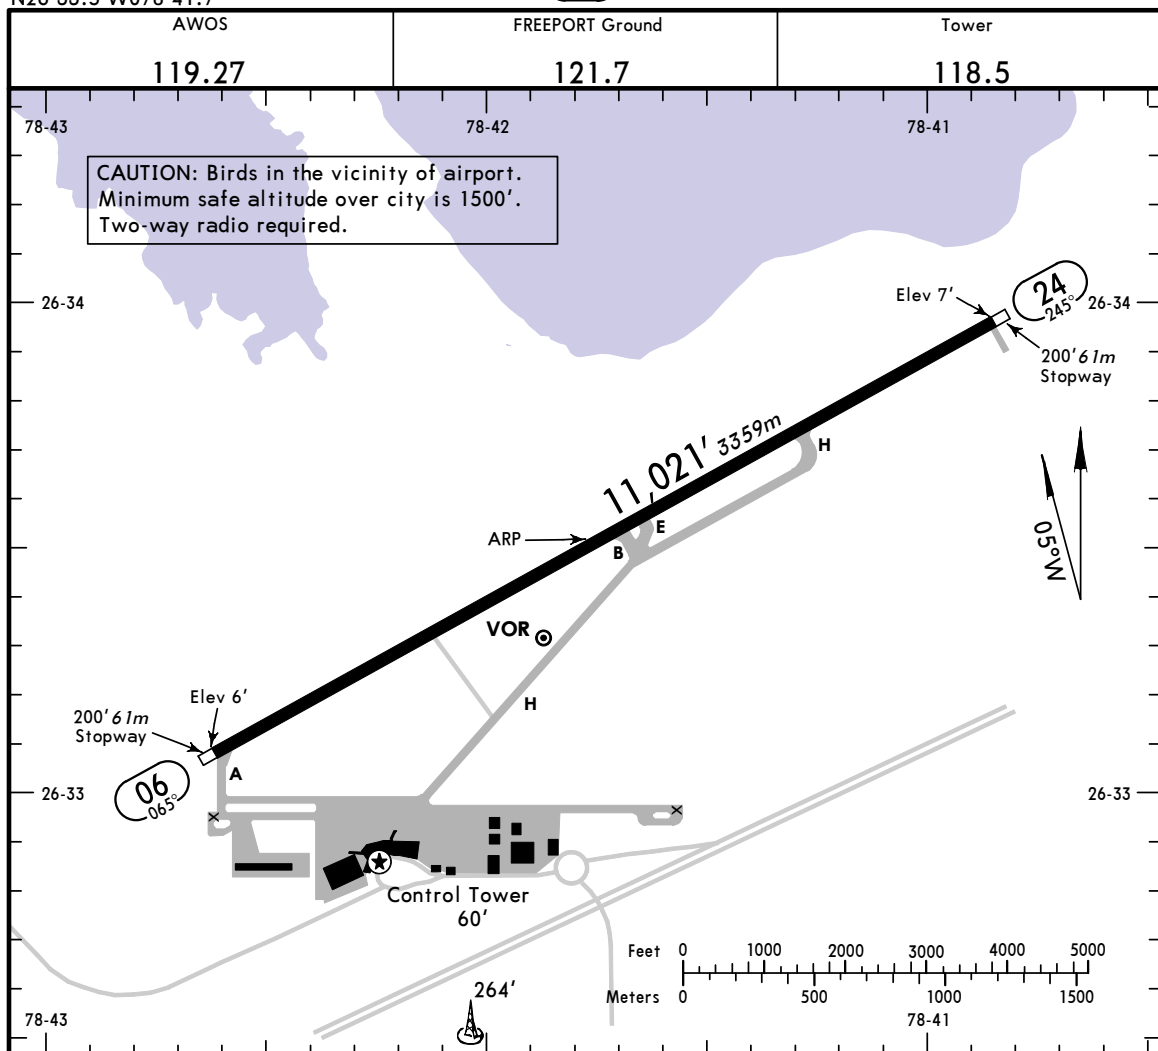 AWOS
119.27
FREEPORT Ground
121.7
Tower
118.5
78-43
78-42
78-41
CAUTION: Birds in the vicinity of airport.
Minimum safe altitude over city is 1500'.
Two-way radio required.
26-34
Elev 7'
24
245°
26-34
200' 61m
Stopway
11,021' 3359m
H
E
ARP
B
05°W
VOR
H
Elev 6'
200' 61m
Stopway
A
06
065°
26-33
26-33
Control Tower
60'
Feet 0 1000 2000 3000 4000 5000
Meters 0 500 1000 1500
264'
78-43
78-41